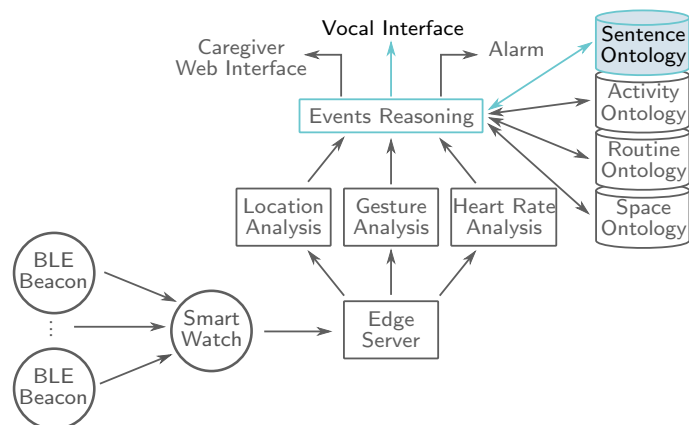 Vocal Interface
Caregiver
Web Interface
Alarm
Sentence
Ontology
Events Reasoning
Activity
Ontology
Routine
Ontology
Space
Ontology
Location
Analysis
Gesture
Analysis
Heart Rate
Analysis
BLE
Beacon
⋮
BLE
Beacon
Smart
Watch
Edge
Server